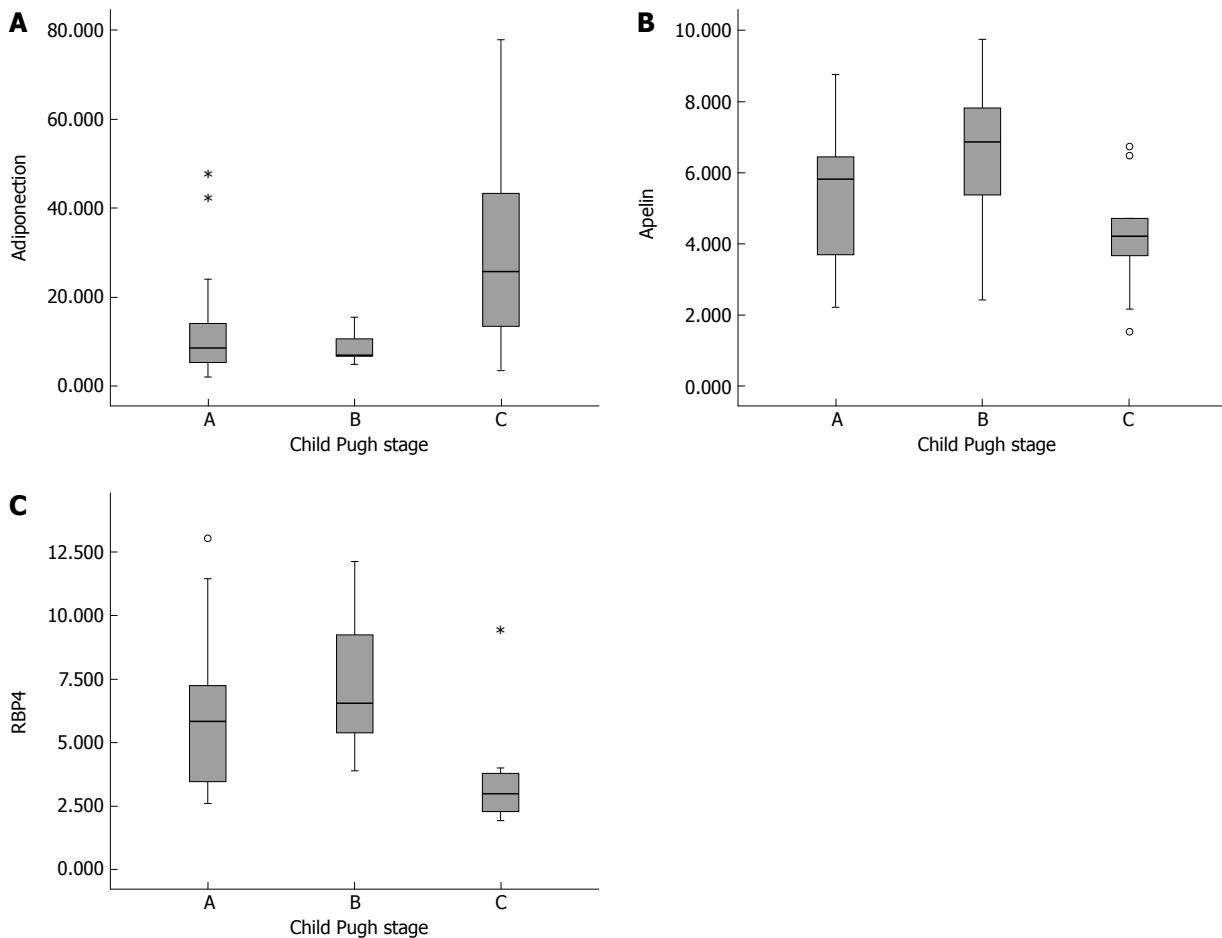 A
80.000
60.000
40.000
20.000
0.000
Adiponection
* 
*
A B C
Child Pugh stage
B
10.000
8.000
6.000
4.000
2.000
0.000
Apelin
A B C
Child Pugh stage
C
12.500
10.000
7.500
5.000
2.500
0.000
RBP4
*
A B C
Child Pugh stage